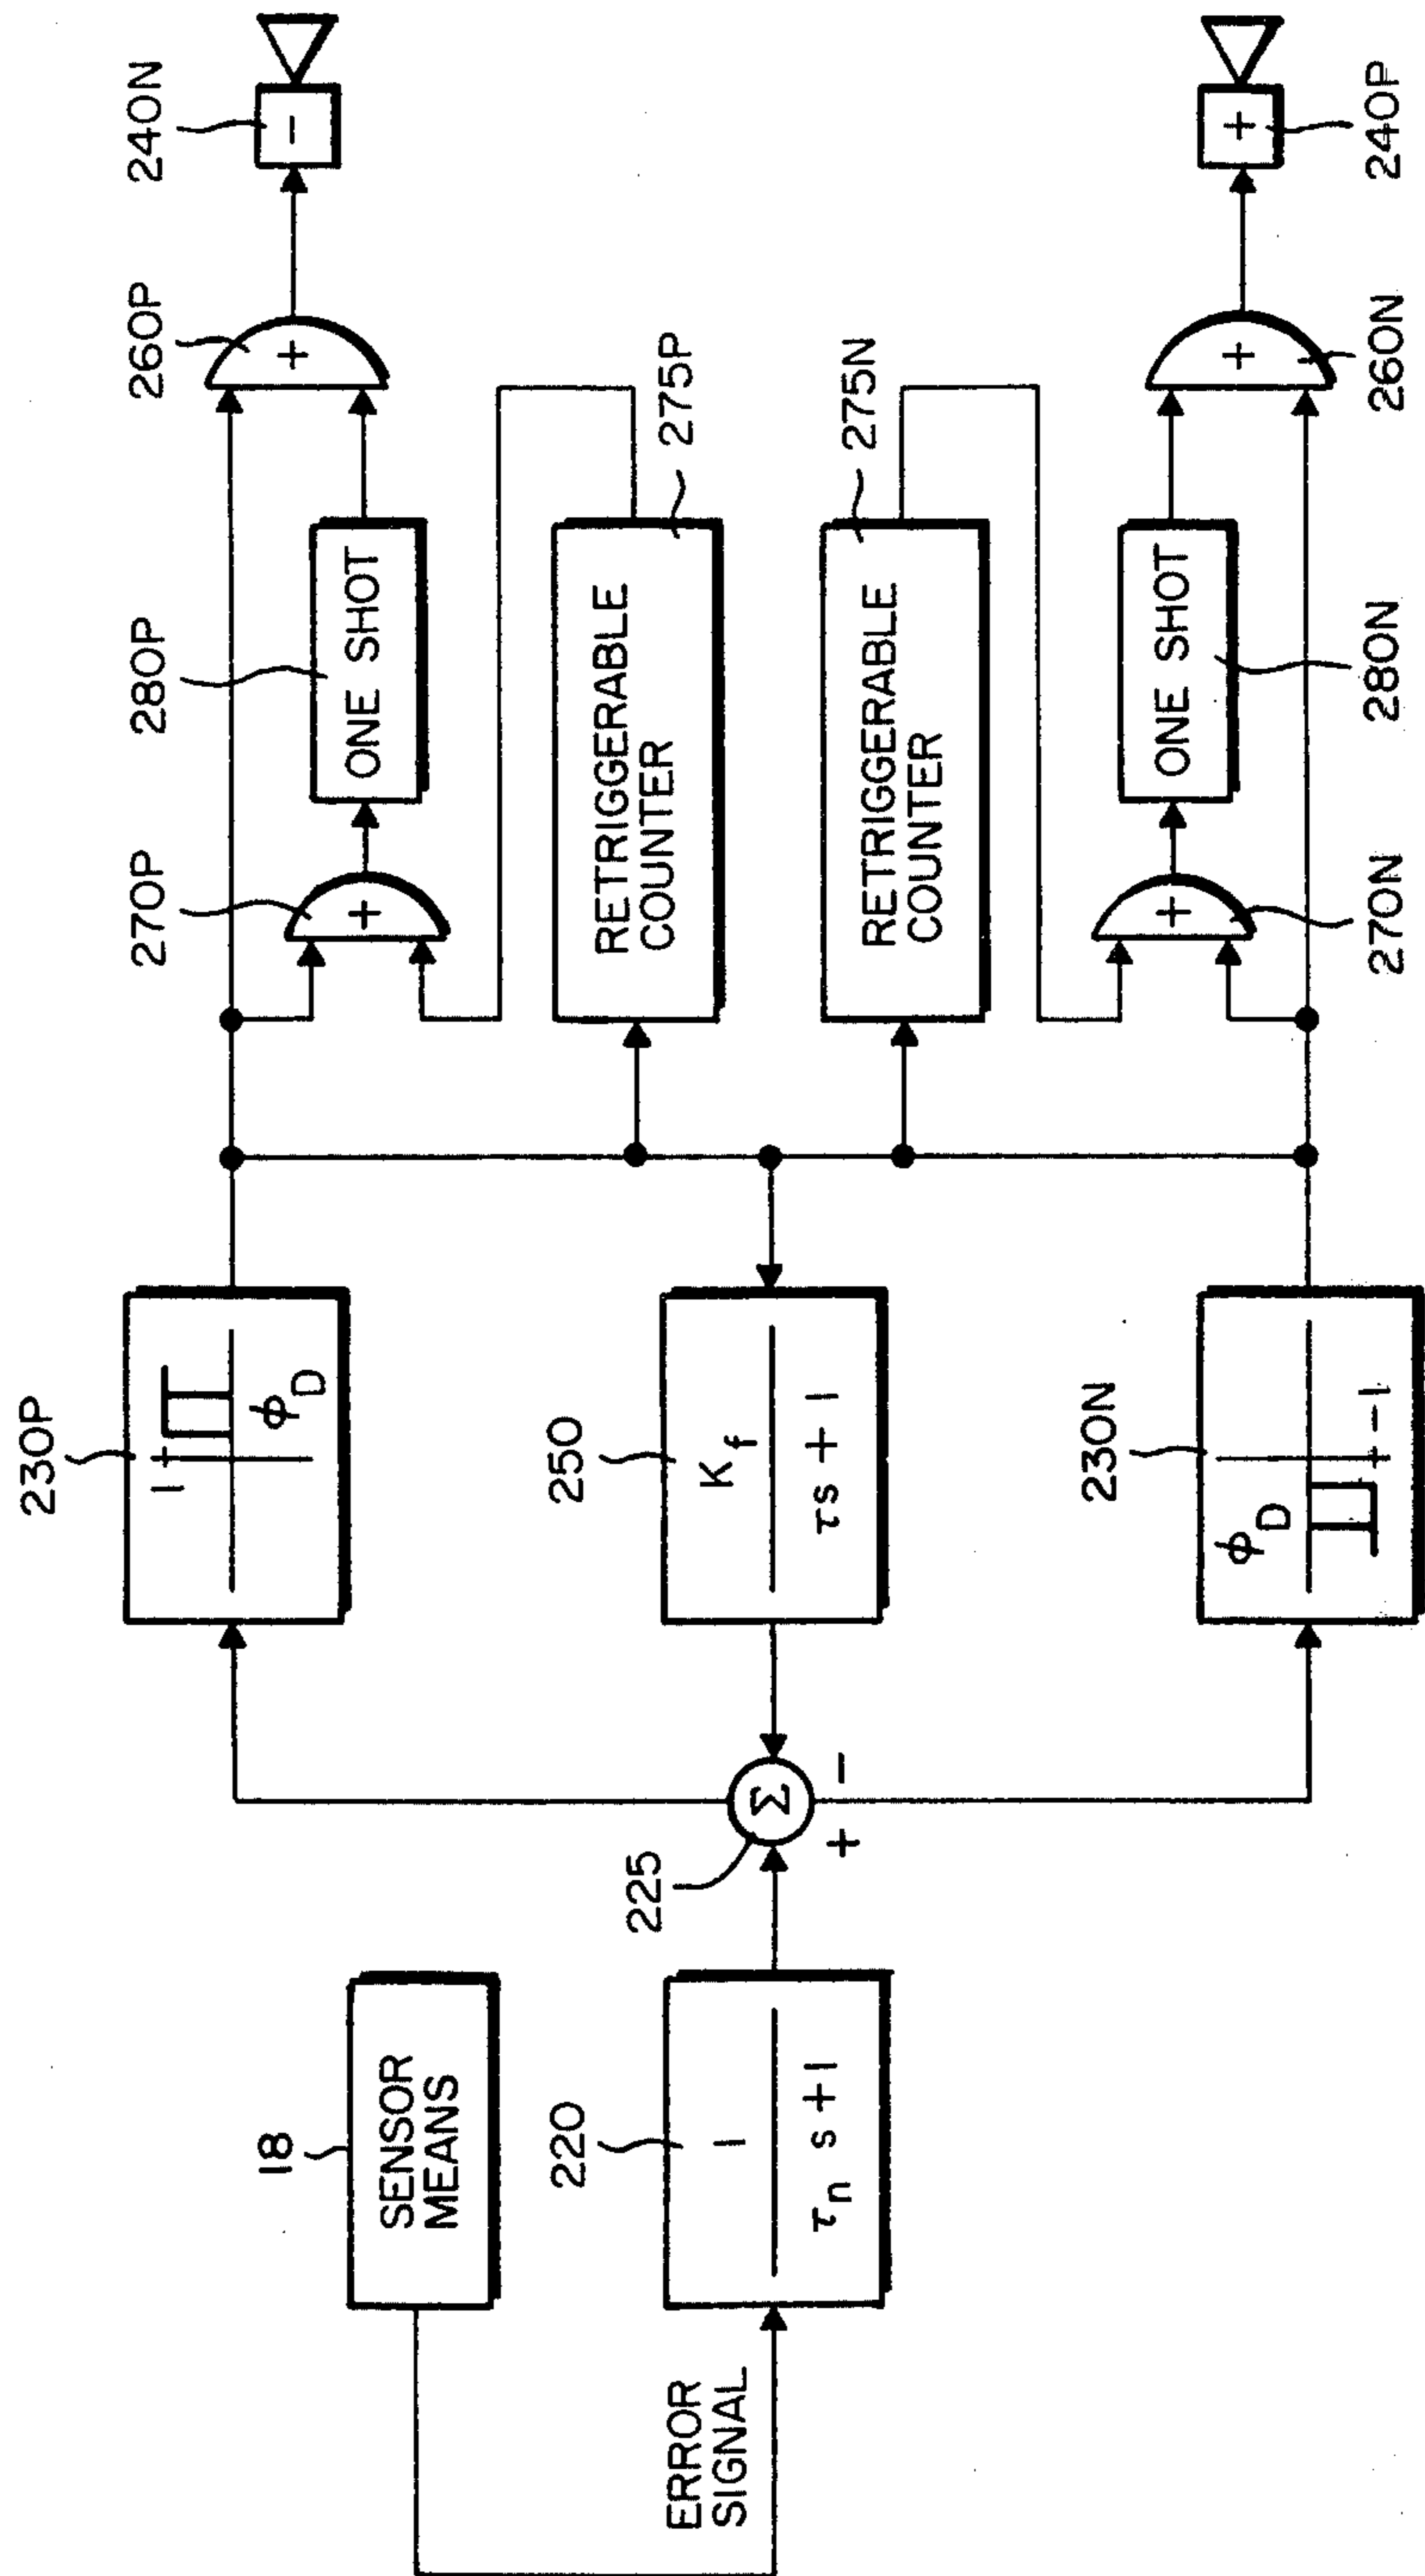 18
SENSOR
MEANS
ERROR
SIGNAL
220
1
τn s + 1
225
Σ
+
−
230P
1
ϕD
250
Kf
τs + 1
230N
ϕD
−1
270P
+
280P
ONE SHOT
260P
+
240N
−
RETRIGGERABLE
COUNTER
275P
RETRIGGERABLE
COUNTER
275N
270N
+
280N
ONE SHOT
260N
+
240P
+